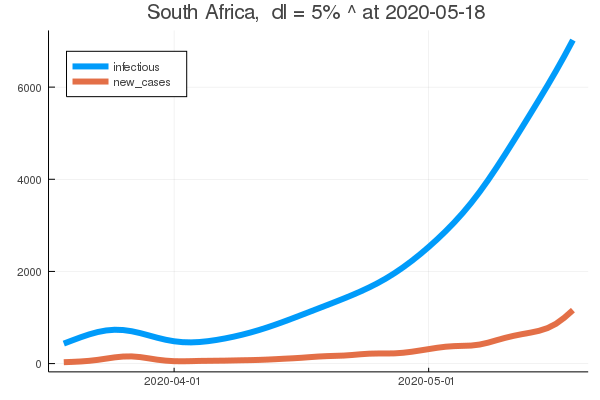 South Africa, dI = 5% ^ at 2020-05-18
infectious
new_cases
6000
4000
2000
0
2020-04-01
2020-05-01